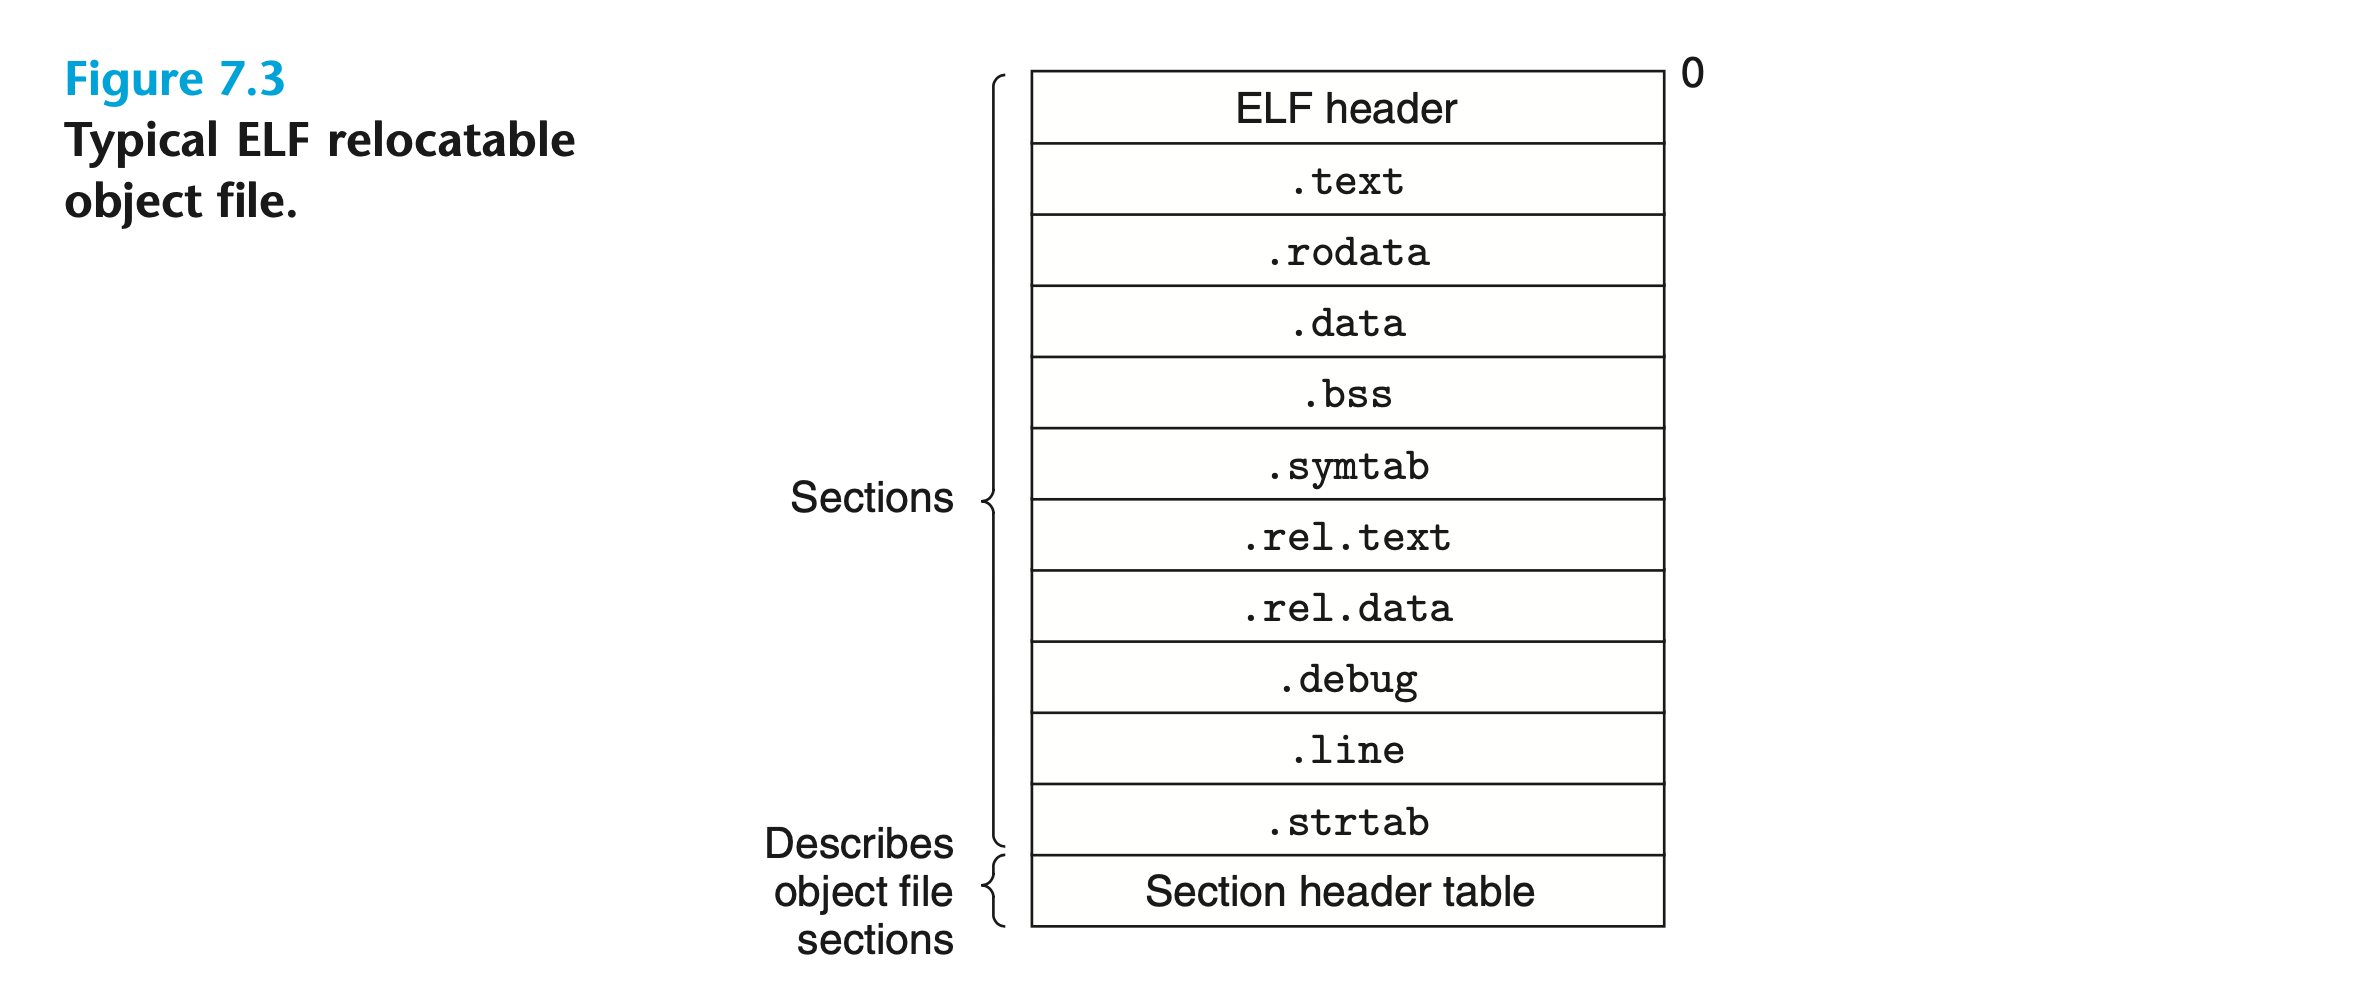 Figure 7.3
Typical ELF relocatable
object file.
0
ELF header
.text
.rodata
.data
.bss
.symtab
.rel.text
.rel.data
.debug
.line
.strtab
Section header table
Sections
Describes
object file
sections